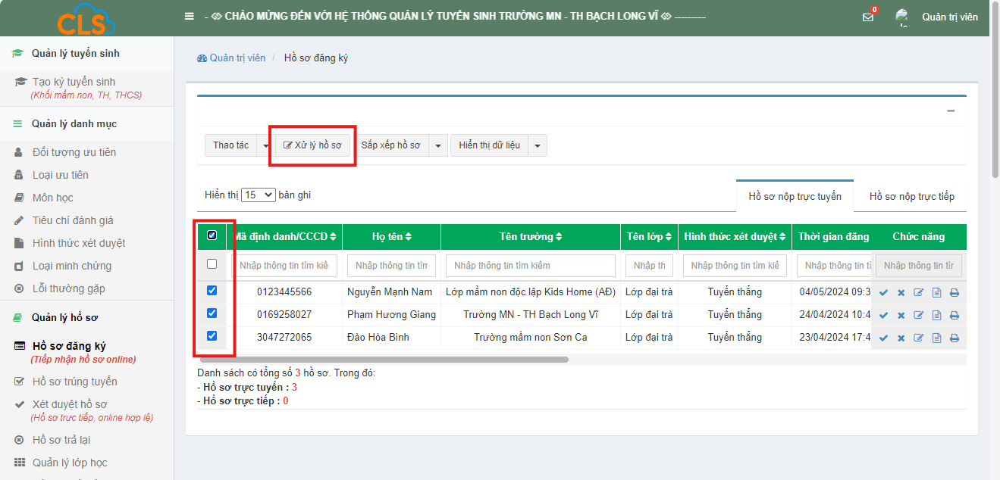 CLS
- CHÀO MỪNG ĐẾN VỚI HỆ THỐNG QUẢN LÝ TUYỂN SINH TRƯỜNG MN - TH BẠCH LONG VĨ ----------
0
Quản trị viên
Quản lý tuyển sinh
Tạo kỳ tuyển sinh
(Khối mầm non, TH, THCS)
Quản lý danh mục
Đối tượng ưu tiên
Loại ưu tiên
Môn học
Tiêu chí đánh giá
Hình thức xét duyệt
Loại minh chứng
Lỗi thường gặp
Quản lý hồ sơ
Hồ sơ đăng ký
(Tiếp nhận hồ sơ online)
Hồ sơ trúng tuyển
Xét duyệt hồ sơ
(Hồ sơ trực tiếp, online hợp lệ)
Hồ sơ trả lại
Quản lý lớp học
Quản trị viên / Hồ sơ đăng ký
Thao tác Xử lý hồ sơ Sắp xếp hồ sơ Hiển thị dữ liệu
Hiển thị 15 bản ghi
Hồ sơ nộp trực tuyến Hồ sơ nộp trực tiếp
Mã định danh/CCCD Họ tên Tên trường Tên lớp Hình thức xét duyệt Thời gian đăng Chức năng
Nhập thông tin tìm kiế Nhập thông tin tìm Nhập thông tin tìm kiếm Nhập th Nhập thông tin tìm kiế Nhập thông tin tì Nhập thông tin tìr
0123445566 Nguyễn Mạnh Nam Lớp mầm non độc lập Kids Home (AĐ) Lớp đại trà Tuyển thẳng 04/05/2024 09:3
0169258027 Phạm Hương Giang Trường MN - TH Bạch Long Vĩ Lớp đại trà Tuyển thẳng 24/04/2024 10:4
3047272065 Đào Hòa Bình Trường mầm non Sơn Ca Lớp đại trà Tuyển thẳng 23/04/2024 17:4
Danh sách có tổng số 3 hồ sơ. Trong đó:
- Hồ sơ trực tuyến : 3
- Hồ sơ trực tiếp : 0